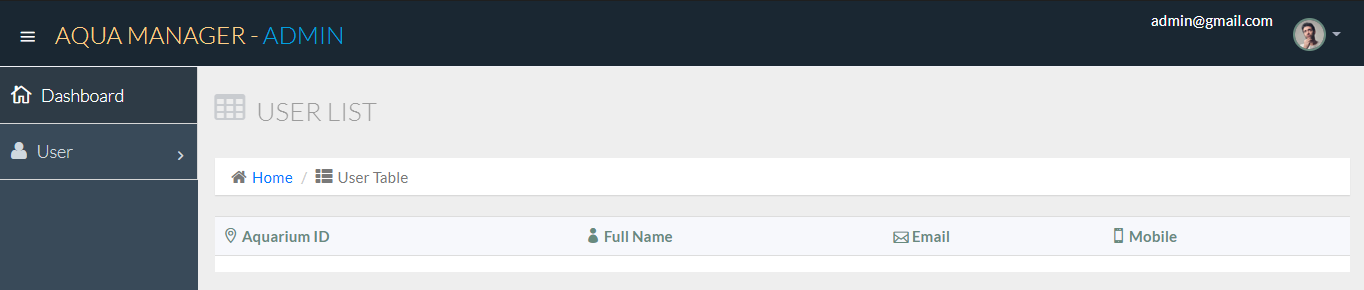 AQUA MANAGER - ADMIN
admin@gmail.com
Dashboard
User
USER LIST
Home / User Table
Aquarium ID Full Name Email Mobile